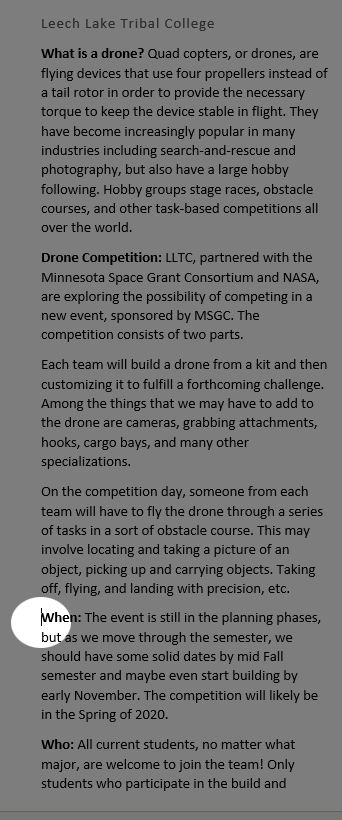 Leech Lake Tribal College
What is a drone? Quad copters, or drones, are
flying devices that use four propellers instead of
a tail rotor in order to provide the necessary
torque to keep the device stable in flight. They
have become increasingly popular in many
industries including search-and-rescue and
photography, but also have a large hobby
following. Hobby groups stage races, obstacle
courses, and other task-based competitions all
over the world.
Drone Competition: LLTC, partnered with the
Minnesota Space Grant Consortium and NASA,
are exploring the possibility of competing in a
new event, sponsored by MSGC. The
competition consists of two parts.
Each team will build a drone from a kit and then
customizing it to fulfill a forthcoming challenge.
Among the things that we may have to add to
the drone are cameras, grabbing attachments,
hooks, cargo bays, and many other
specializations.
On the competition day, someone from each
team will have to fly the drone through a series
of tasks in a sort of obstacle course. This may
involve locating and taking a picture of an
object, picking up and carrying objects. Taking
off, flying, and landing with precision, etc.
When: The event is still in the planning phases,
but as we move through the semester, we
should have some solid dates by mid Fall
semester and maybe even start building by
early November. The competition will likely be
in the Spring of 2020.
Who: All current students, no matter what
major, are welcome to join the team! Only
students who participate in the build and